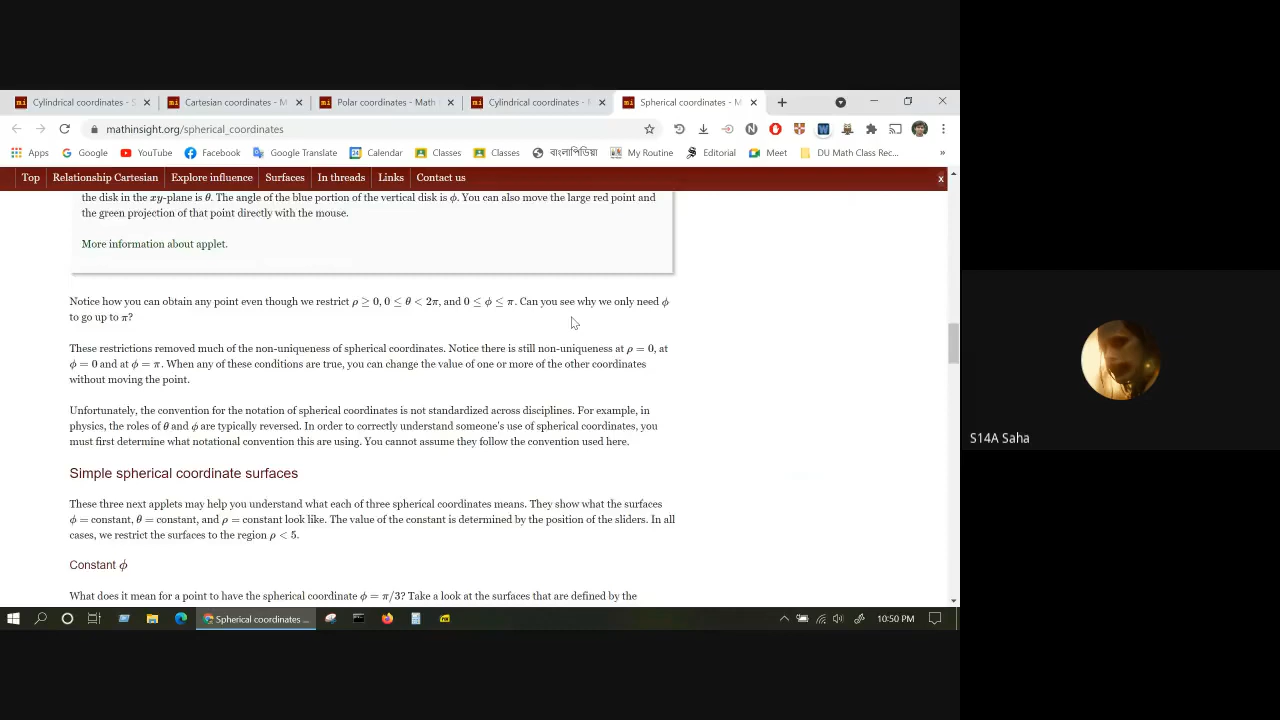 Cylindrical coordinates - S
Cartesian coordinates - M
Polar coordinates - Math
Cylindrical coordinates - M
Spherical coordinates - M
mathinsight.org/spherical_coordinates
Apps Google YouTube Facebook Google Translate Calendar Classes Classes বাংলাপিডিয়া My Routine Editorial Meet DU Math Class Rec... »
Top Relationship Cartesian Explore influence Surfaces In threads Links Contact us x
the disk in the xy-plane is θ. The angle of the blue portion of the vertical disk is ϕ. You can also move the large red point and
the green projection of that point directly with the mouse.
More information about applet.
Notice how you can obtain any point even though we restrict ρ ≥ 0, 0 ≤ θ < 2π, and 0 ≤ ϕ ≤ π. Can you see why we only need ϕ
to go up to π?
These restrictions removed much of the non-uniqueness of spherical coordinates. Notice there is still non-uniqueness at ρ = 0, at
ϕ = 0 and at ϕ = π. When any of these conditions are true, you can change the value of one or more of the other coordinates
without moving the point.
Unfortunately, the convention for the notation of spherical coordinates is not standardized across disciplines. For example, in
physics, the roles of θ and ϕ are typically reversed. In order to correctly understand someone's use of spherical coordinates, you
must first determine what notational convention this are using. You cannot assume they follow the convention used here.
Simple spherical coordinate surfaces
These three next applets may help you understand what each of three spherical coordinates means. They show what the surfaces
ϕ = constant, θ = constant, and ρ = constant look like. The value of the constant is determined by the position of the sliders. In all
cases, we restrict the surfaces to the region ρ < 5.
Constant ϕ
What does it mean for a point to have the spherical coordinate ϕ = π/3? Take a look at the surfaces that are defined by the
S14A Saha
Spherical coordinates ...
10:50 PM